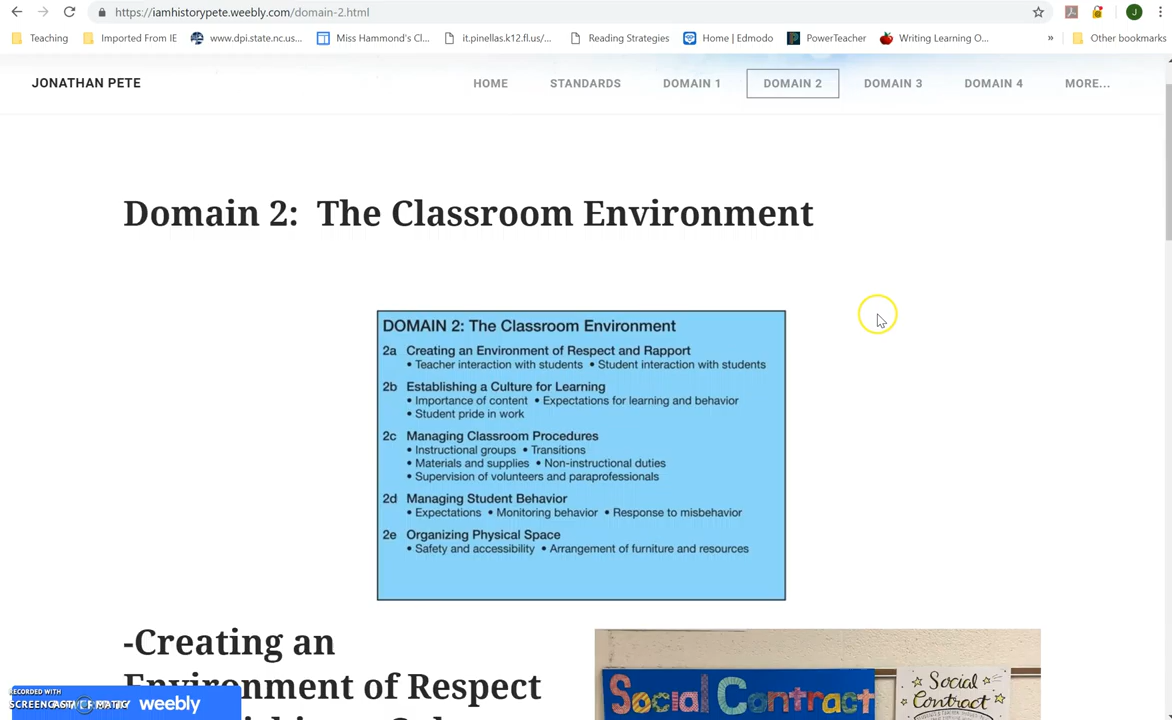 https://iamhistorypete.weebly.com/domain-2.html
J
Teaching Imported From IE www.dpi.state.nc.us... Miss Hammond's Cl... it.pinellas.k12.fl.us/... Reading Strategies Home | Edmodo PowerTeacher Writing Learning O... » Other bookmarks
JONATHAN PETE HOME STANDARDS DOMAIN 1 DOMAIN 2 DOMAIN 3 DOMAIN 4 MORE...
Domain 2: The Classroom Environment
DOMAIN 2: The Classroom Environment
2a Creating an Environment of Respect and Rapport
• Teacher interaction with students • Student interaction with students
2b Establishing a Culture for Learning
• Importance of content • Expectations for learning and behavior
• Student pride in work
2c Managing Classroom Procedures
• Instructional groups • Transitions
• Materials and supplies • Non-instructional duties
• Supervision of volunteers and paraprofessionals
2d Managing Student Behavior
• Expectations • Monitoring behavior • Response to misbehavior
2e Organizing Physical Space
• Safety and accessibility • Arrangement of furniture and resources
-Creating an
Environment of Respect
Social Contract
Social
Contract
RECORDED WITH
SCREENCAST-O-MATIC
weebly